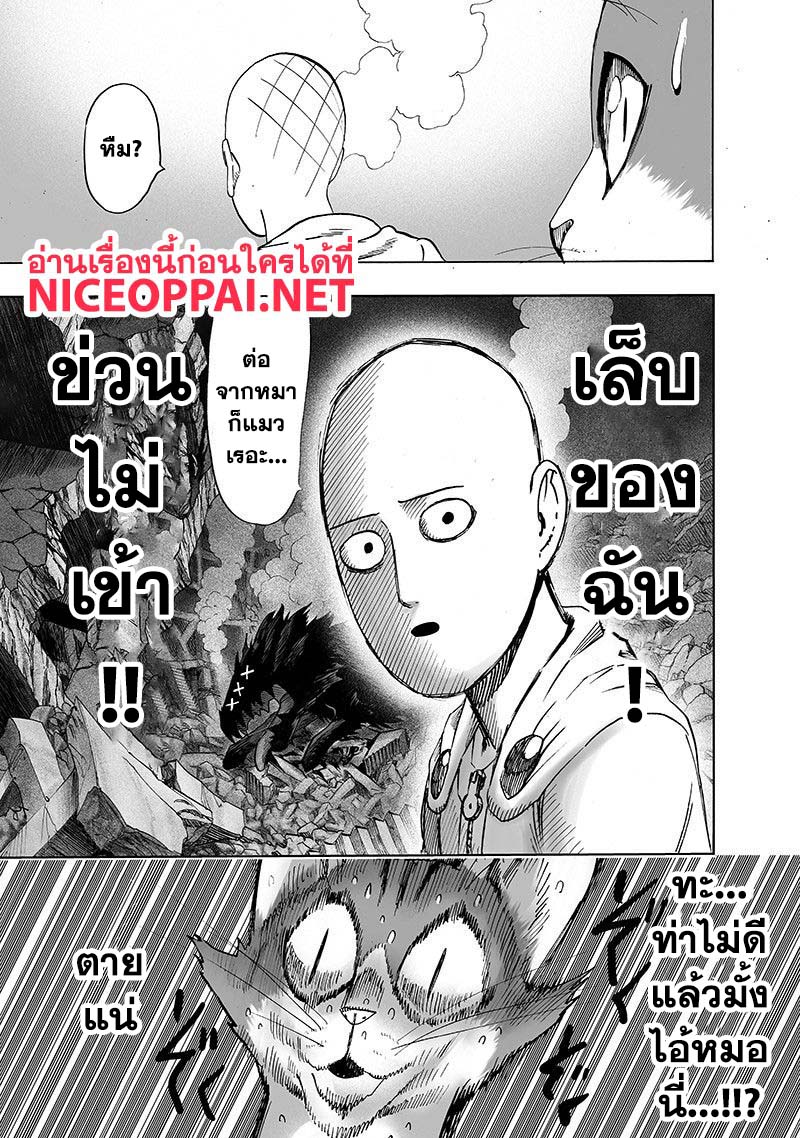 หืม?
อ่านเรื่องนี้ก่อนใครได้ที่
NICEOPPAI.NET
เล็บ
ของ
ฉัน
!
ต่อ
จากหมา
ก็แมว
เรอะ...
ข่วน
ไม่
เข้า
!!
ทะ...
ท่าไม่ดี
แล้วมั้ง
ไอ้หมอ
นี่...!!?
ตาย
แน่